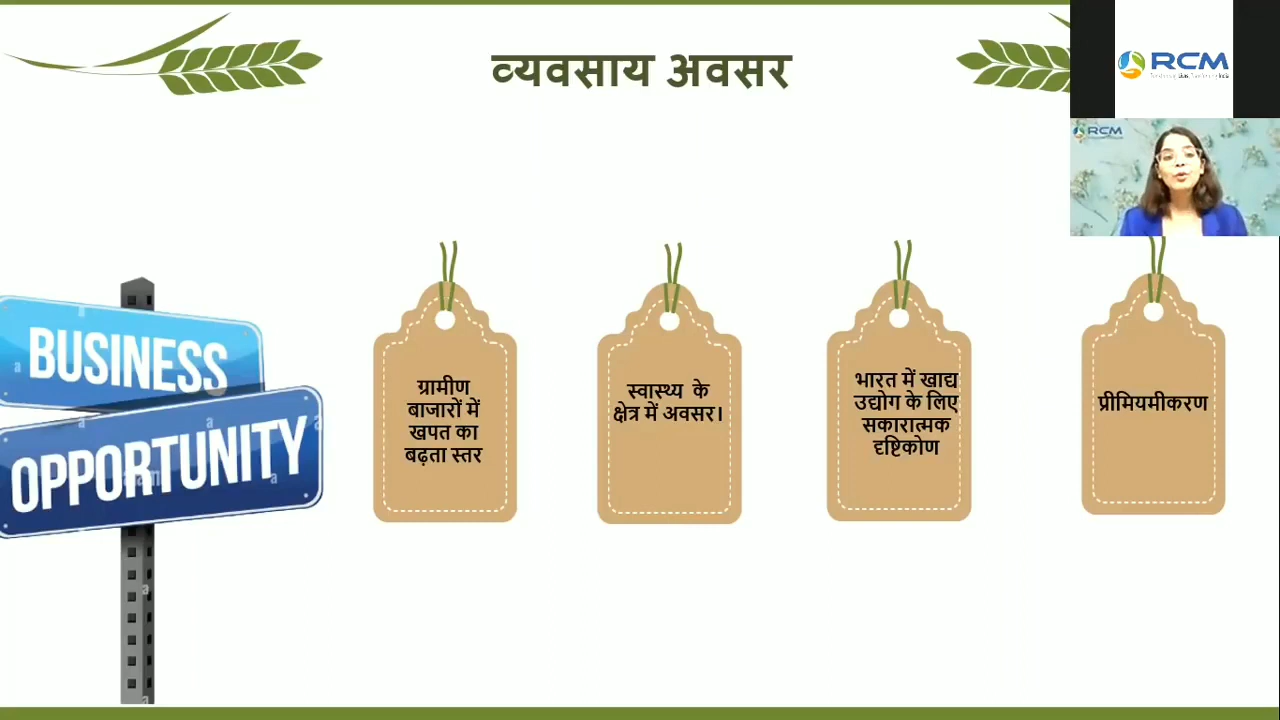 व्यवसाय अवसर
RCM
RCM
BUSINESS
OPPORTUNITY
ग्रामीण
बाजारों में
खपत का
बढ़ता स्तर
स्वास्थ्य के
क्षेत्र में अवसर।
भारत में खाद्य
उद्योग के लिए
सकारात्मक
दृष्टिकोण
प्रीमियमीकरण